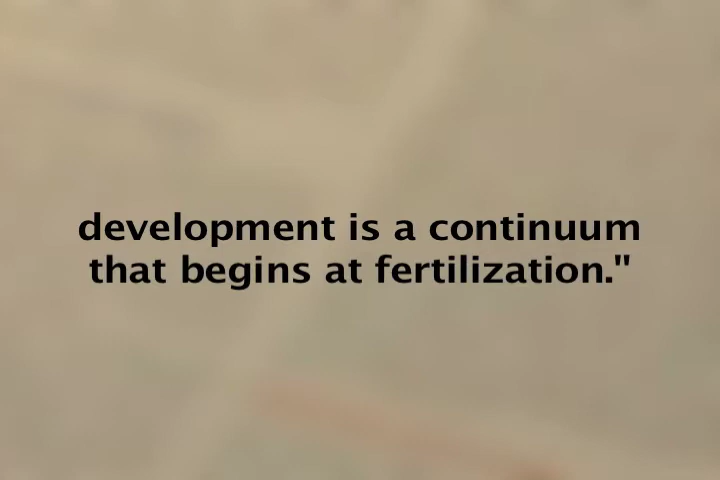 development is a continuum
that begins at fertilization."